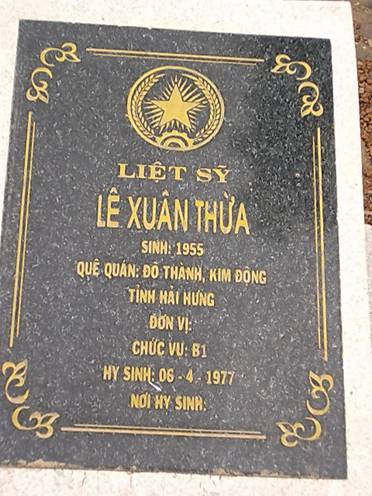 LIỆT SỸ
LÊ XUÂN THỪA
SINH: 1955
QUÊ QUÁN: ĐÔ THÀNH, KIM ĐỘNG
TỈNH HẢI HƯNG
ĐƠN VỊ:
CHỨC VỤ: B1
HY SINH: 06 - 4 - 1977
NƠI HY SINH: